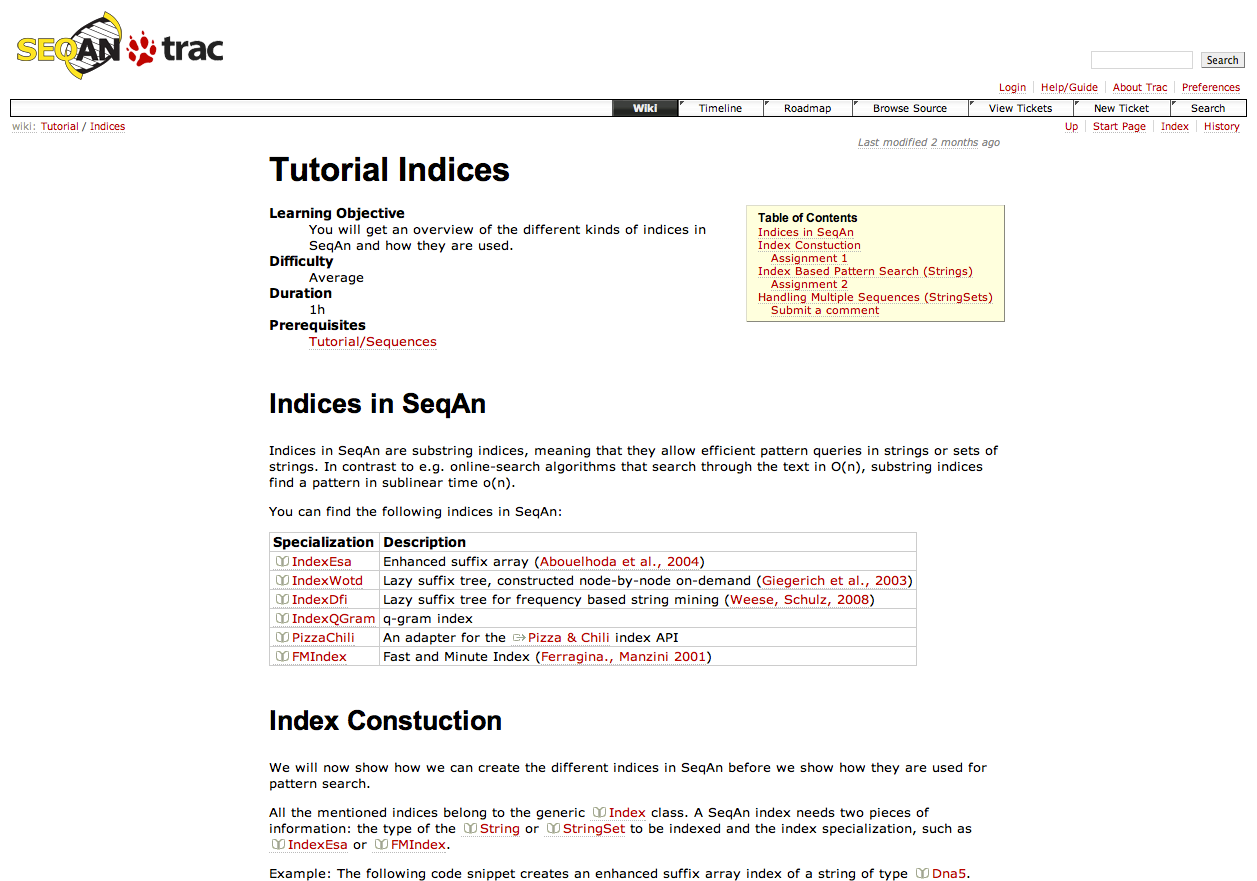 SEQAN trac
Search
Login Help/Guide About Trac Preferences
Wiki Timeline Roadmap Browse Source View Tickets New Ticket Search
wiki: Tutorial / Indices
Up Start Page Index History
Last modified 2 months ago
Tutorial Indices
Learning Objective
You will get an overview of the different kinds of indices in
SeqAn and how they are used.
Difficulty
Average
Duration
1h
Prerequisites
Tutorial/Sequences
Table of Contents
Indices in SeqAn
Index Constuction
Assignment 1
Index Based Pattern Search (Strings)
Assignment 2
Handling Multiple Sequences (StringSets)
Submit a comment
Indices in SeqAn
Indices in SeqAn are substring indices, meaning that they allow efficient pattern queries in strings or sets of
strings. In contrast to e.g. online-search algorithms that search through the text in O(n), substring indices
find a pattern in sublinear time o(n).
You can find the following indices in SeqAn:
Specialization Description
IndexEsa Enhanced suffix array (Abouelhoda et al., 2004)
IndexWotd Lazy suffix tree, constructed node-by-node on-demand (Giegerich et al., 2003)
IndexDfi Lazy suffix tree for frequency based string mining (Weese, Schulz, 2008)
IndexQGram q-gram index
PizzaChili An adapter for the Pizza & Chili index API
FMIndex Fast and Minute Index (Ferragina., Manzini 2001)
Index Constuction
We will now show how we can create the different indices in SeqAn before we show how they are used for
pattern search.
All the mentioned indices belong to the generic Index class. A SeqAn index needs two pieces of
information: the type of the String or StringSet to be indexed and the index specialization, such as
IndexEsa or FMIndex.
Example: The following code snippet creates an enhanced suffix array index of a string of type Dna5.